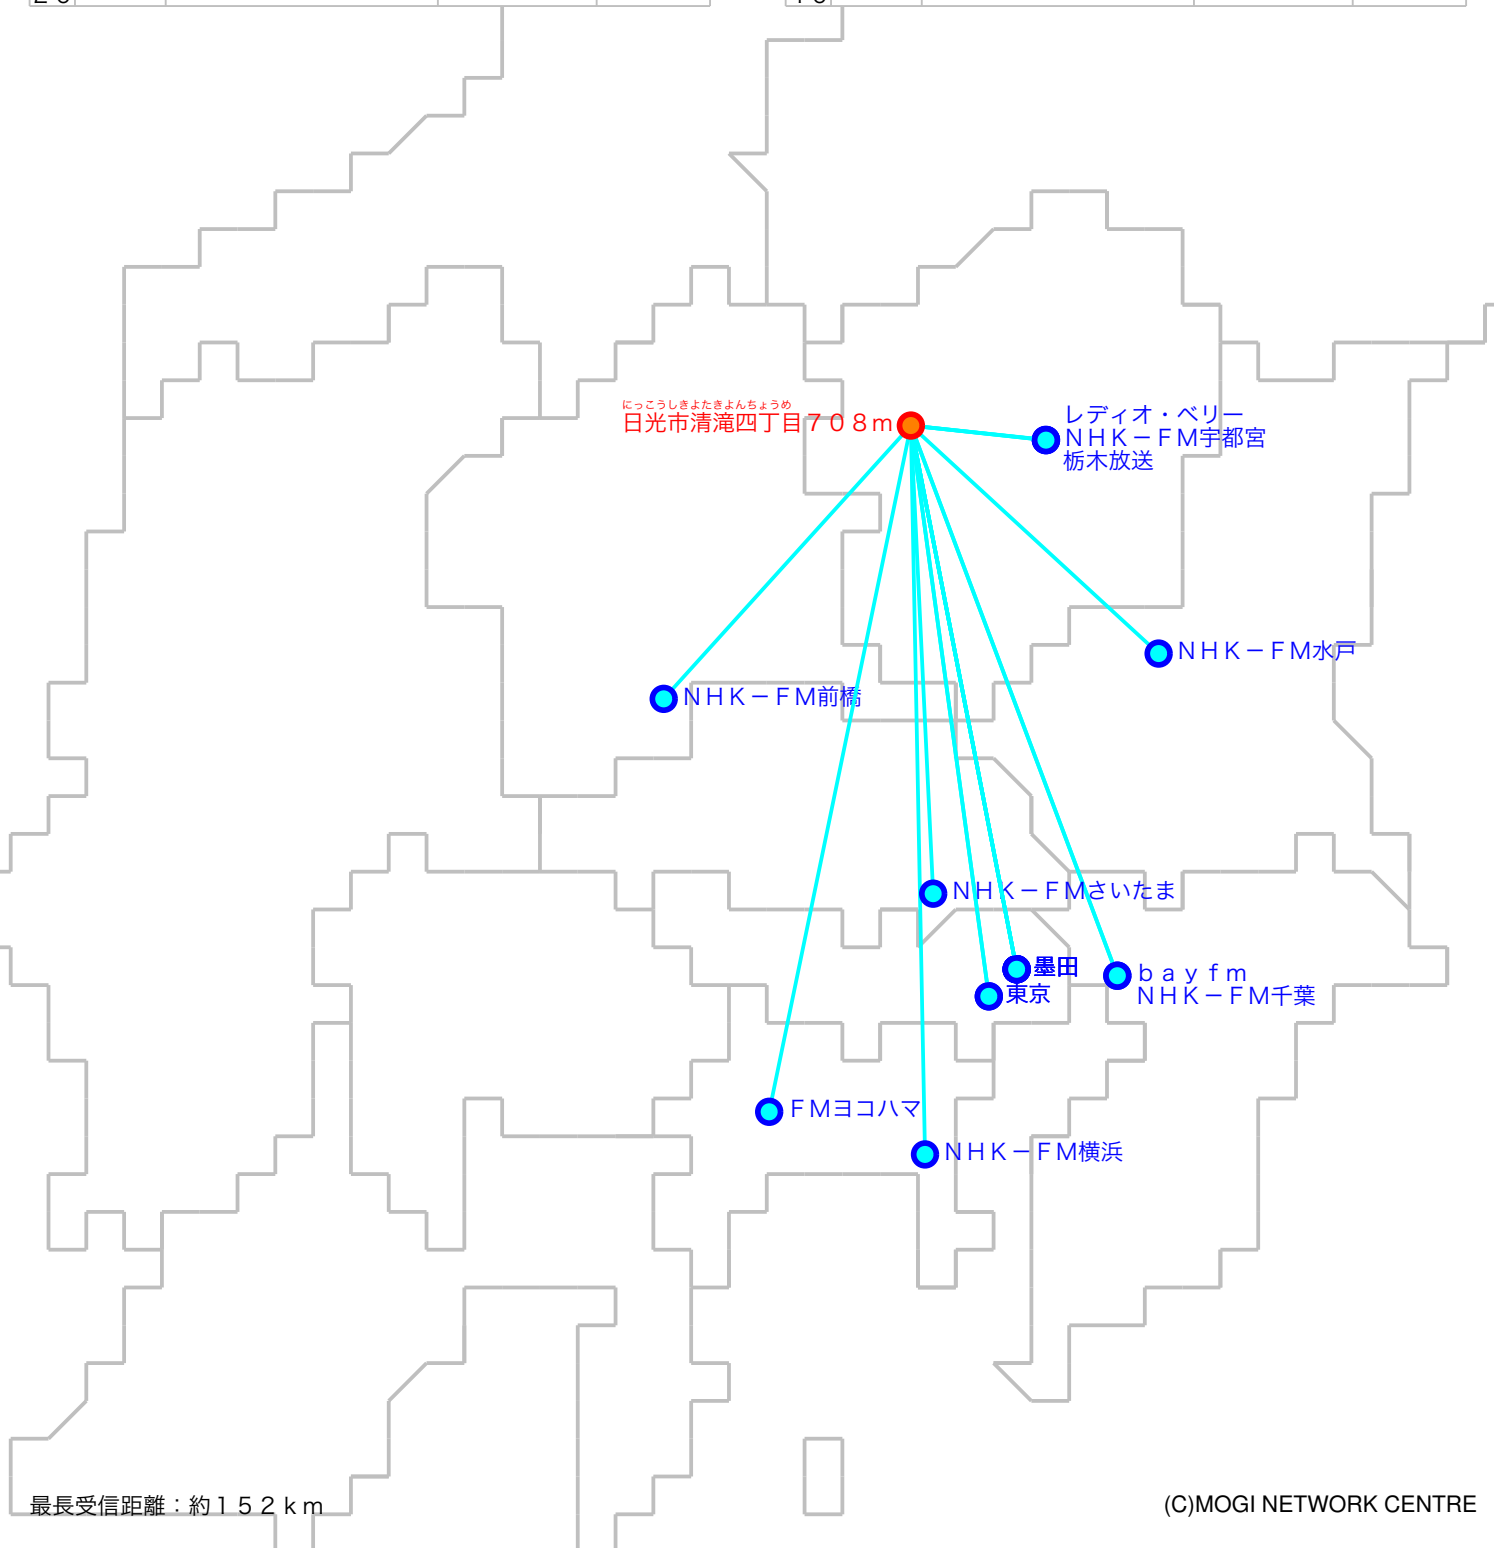 にっこうしきよたきよんちょうめ
日光市清滝四丁目７０８ｍ
レディオ・ベリー
ＮＨＫ－ＦＭ宇都宮
栃木放送
ＮＨＫ－ＦＭ水戸
ＮＨＫ－ＦＭ前橋
ＮＨＫ－ＦＭさいたま
墨田
東京
ｂａｙｆｍ
ＮＨＫ－ＦＭ千葉
ＦＭヨコハマ
ＮＨＫ－ＦＭ横浜
最長受信距離：約１５２ｋｍ
(C)MOGI NETWORK CENTRE